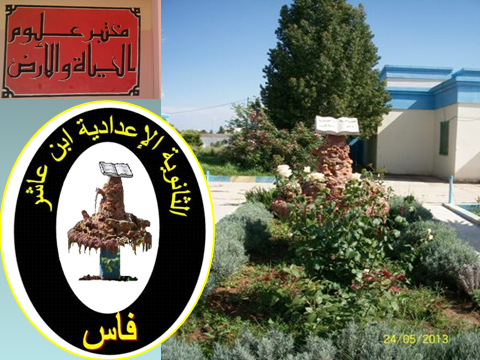 مختبر علوم
الحياة والأرض
الثانوية الإعدادية ابن عاشر
فاس
24/05/2013